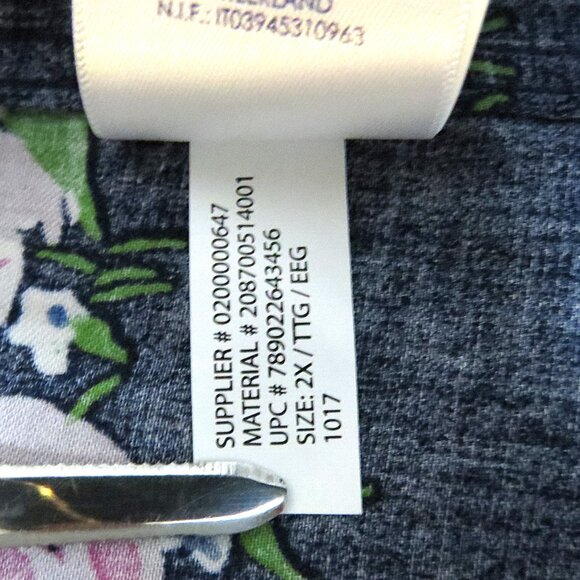 N.I.F.: IT03945310963
SUPPLIER # 0200000647
MATERIAL # 208700514001
UPC # 789022643456
SIZE: 2X / TTG / EEG
1017